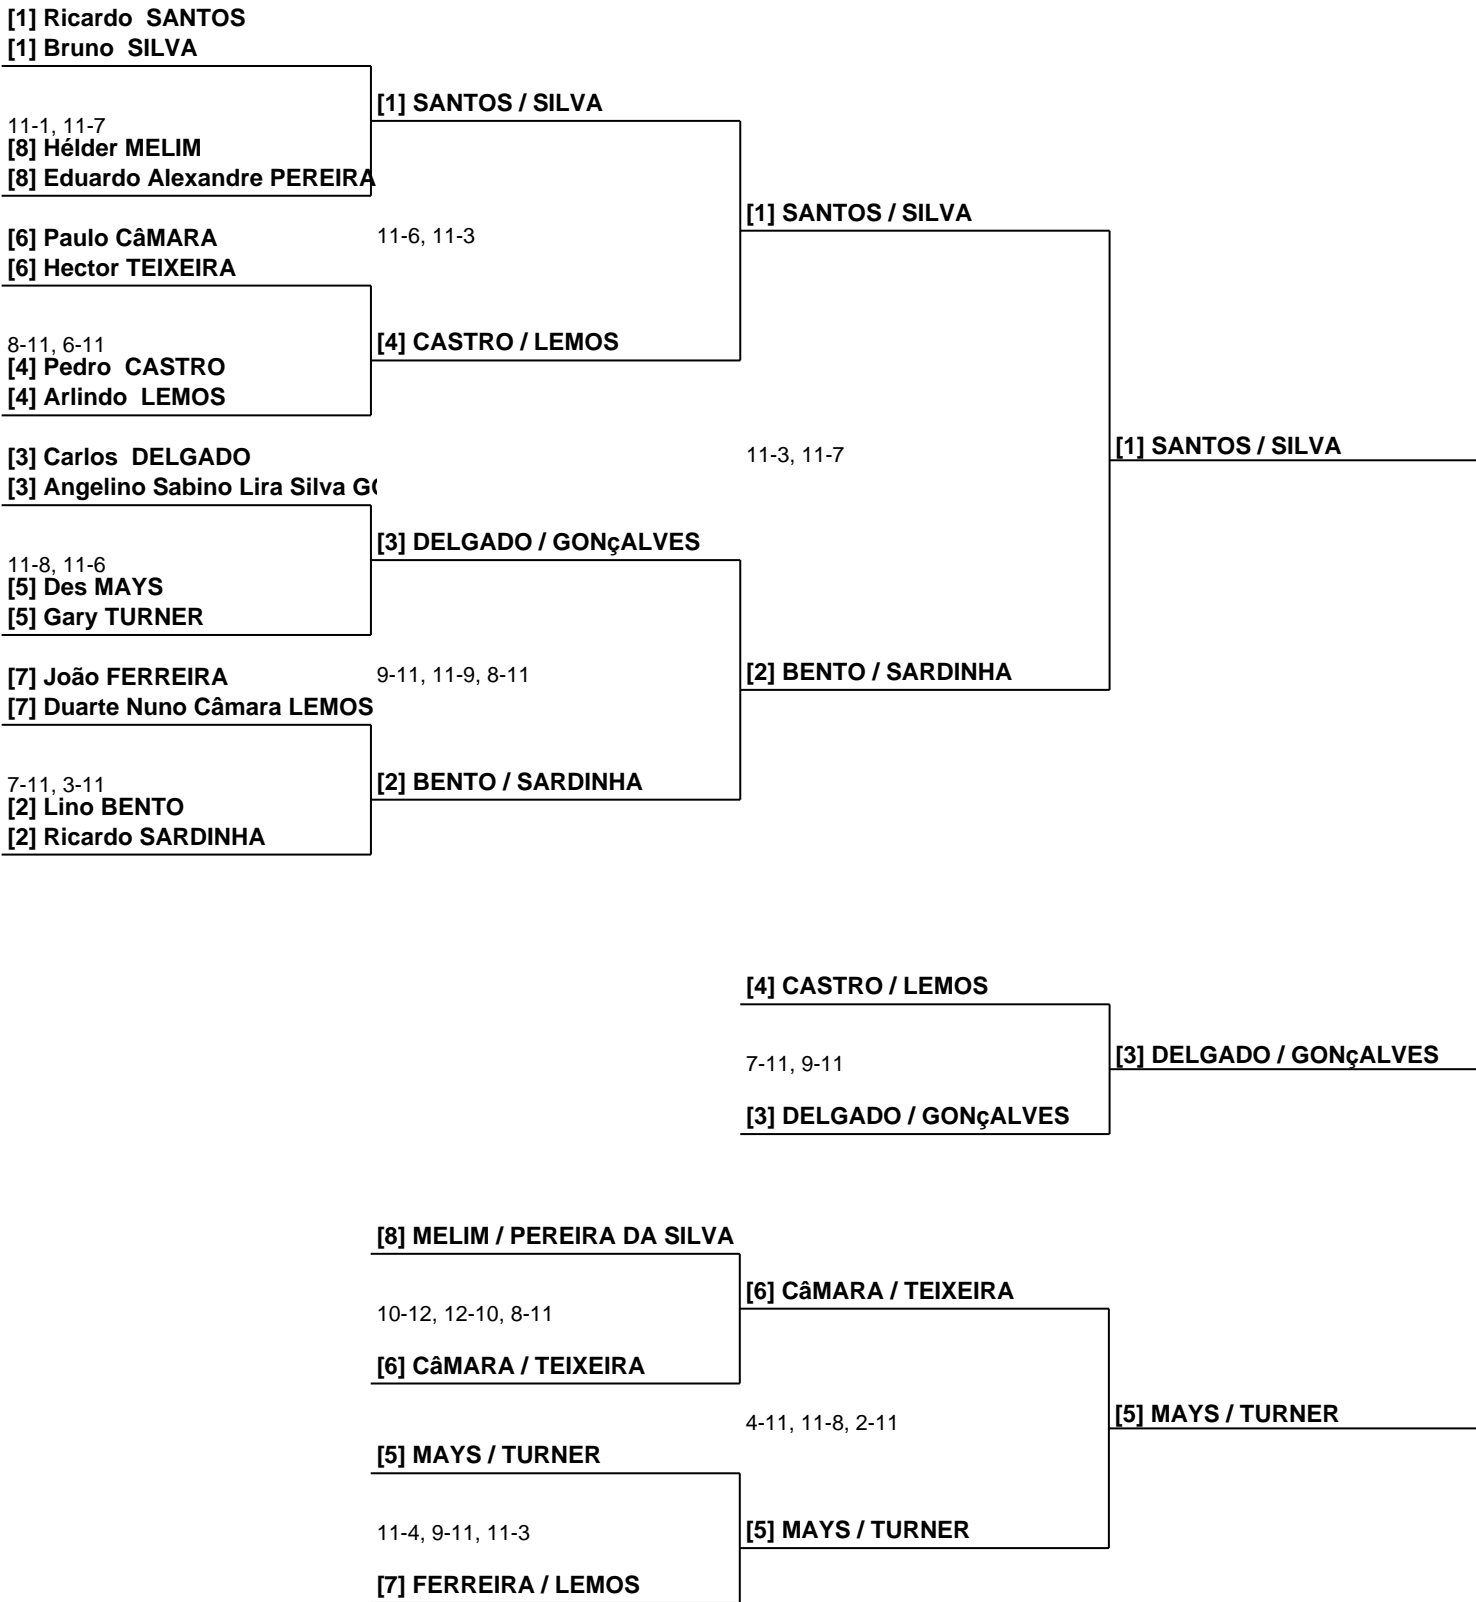 [1] Ricardo  SANTOS
[1] Bruno  SILVA
[1] SANTOS / SILVA
11-1, 11-7
[8] Hélder MELIM
[8] Eduardo Alexandre PEREIRA
[1] SANTOS / SILVA
[6] Paulo CâMARA
11-6, 11-3
[6] Hector TEIXEIRA
[4] CASTRO / LEMOS
8-11, 6-11
[4] Pedro  CASTRO
[4] Arlindo  LEMOS
[1] SANTOS / SILVA
[3] Carlos  DELGADO
11-3, 11-7
[3] Angelino Sabino Lira Silva
[3] DELGADO / GONçALVES
11-8, 11-6
[5] Des MAYS
[5] Gary TURNER
[7] João FERREIRA
9-11, 11-9, 8-11
[2] BENTO / SARDINHA
[7] Duarte Nuno Câmara LEMOS
[2] BENTO / SARDINHA
7-11, 3-11
[2] Lino BENTO
[2] Ricardo SARDINHA
[4] CASTRO / LEMOS
[3] DELGADO / GONçALVES
7-11, 9-11
[3] DELGADO / GONçALVES
[8] MELIM / PEREIRA DA SILVA
[6] CâMARA / TEIXEIRA
10-12, 12-10, 8-11
[6] CâMARA / TEIXEIRA
[5] MAYS / TURNER
4-11, 11-8, 2-11
[5] MAYS / TURNER
11-4, 9-11, 11-3
[5] MAYS / TURNER
[7] FERREIRA / LEMOS